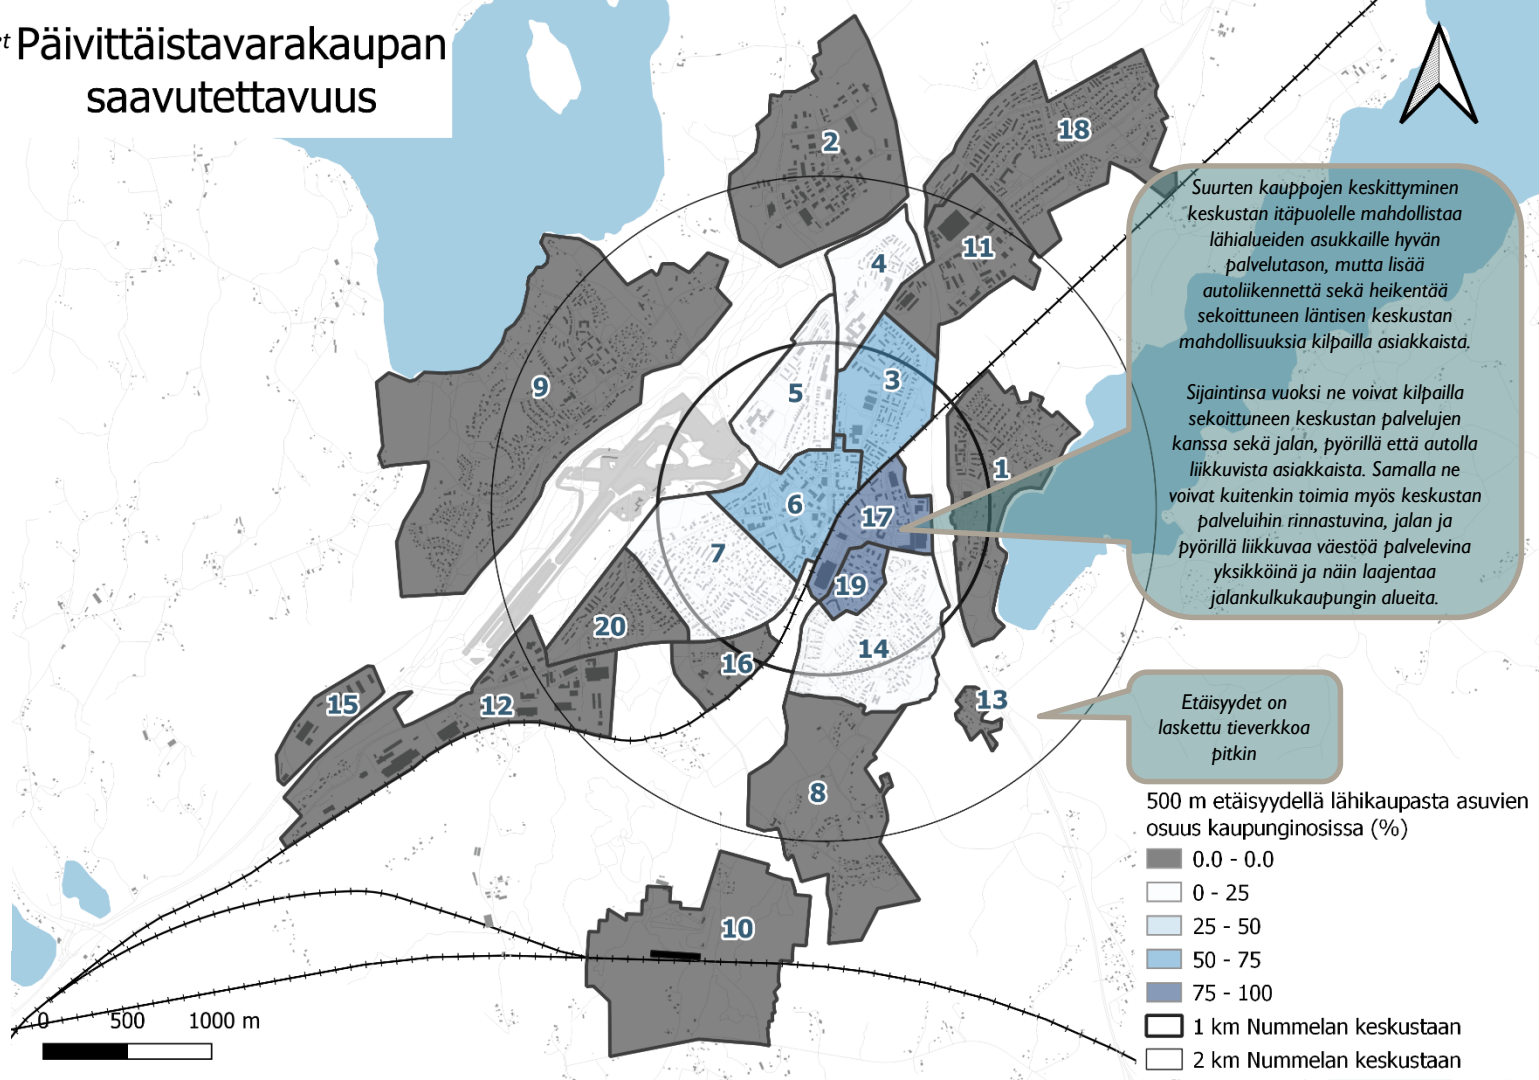 et Päivittäistavarakaupan
saavutettavuus
2
18
11
4
9
5
3
1
6
17
7
19
20
14
16
15
12
13
8
10
Suurten kauppojen keskittyminen
keskustan itäpuolelle mahdollistaa
lähialueiden asukkaille hyvän
palvelutason, mutta lisää
autoliikennettä sekä heikentää
sekoittuneen läntisen keskustan
mahdollisuuksia kilpailla asiakkaista.
Sijaintinsa vuoksi ne voivat kilpailla
sekoittuneen keskustan palvelujen
kanssa sekä jalan, pyörillä että autolla
liikkuvista asiakkaista. Samalla ne
voivat kuitenkin toimia myös keskustan
palveluihin rinnastuvina, jalan ja
pyörillä liikkuvaa väestöä palvelevina
yksikköinä ja näin laajentaa
jalankulkukaupungin alueita.
Etäisyydet on
laskettu tieverkkoa
pitkin
500 m etäisyydellä lähikaupasta asuvien
osuus kaupunginosissa (%)
0.0 - 0.0
0 - 25
25 - 50
50 - 75
75 - 100
1 km Nummelan keskustaan
2 km Nummelan keskustaan
0 500 1000 m